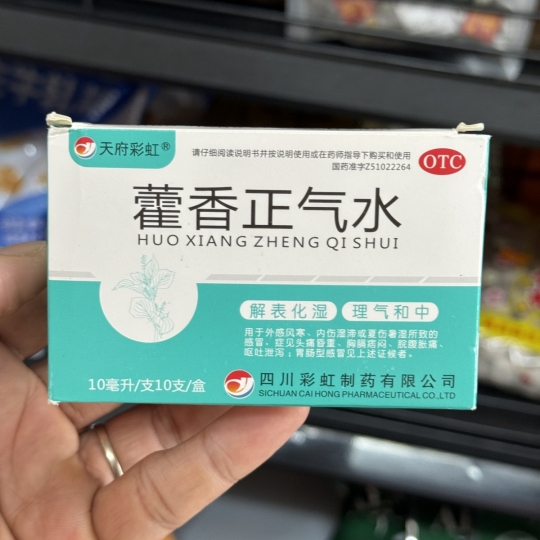 天府彩虹®
请仔细阅读说明书并按说明使用或在药师指导下购买和使用
国药准字Z51022264
OTC
藿香正气水
HUO XIANG ZHENG QI SHUI
解表化湿 理气和中
用于外感风寒、内伤湿滞或夏伤暑湿所致的
感冒，症见头痛昏重、胸膈痞闷、脘腹胀痛、
呕吐泄泻；胃肠型感冒见上述证候者。
10毫升/支10支/盒
四川彩虹制药有限公司
SICHUAN CAI HONG PHARMACEUTICAL CO.,LTD